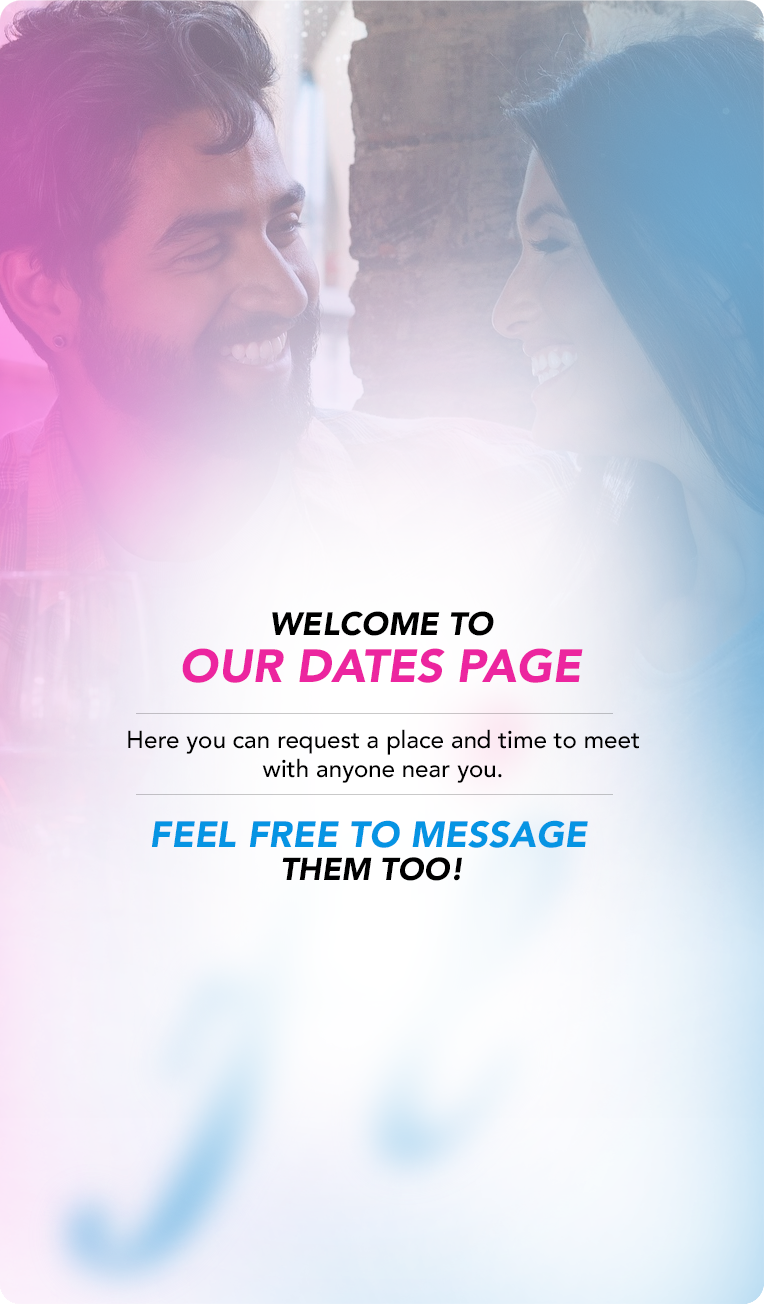 WELCOME TO
OUR DATES PAGE
Here you can request a place and time to meet
with anyone near you.
FEEL FREE TO MESSAGE
THEM TOO!